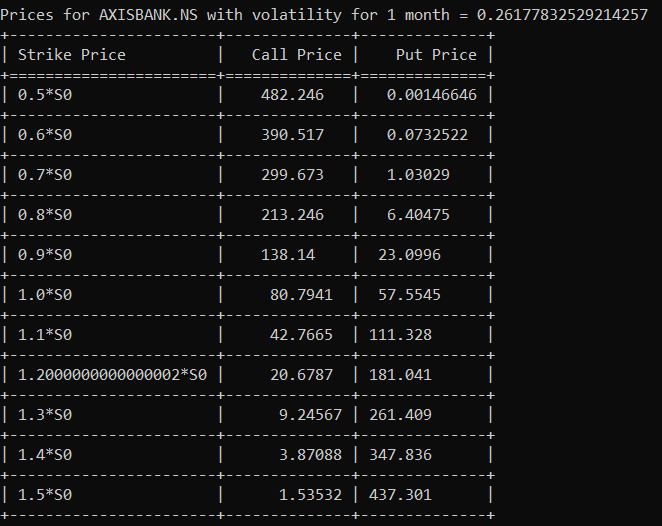 Prices for AXISBANK.NS with volatility for 1 month = 0.26177832529214257
+-----------------------+--------------+--------------+
| Strike Price          |   Call Price |    Put Price |
+=======================+==============+==============+
| 0.5*S0                |    482.246   |   0.00146646 |
+-----------------------+--------------+--------------+
| 0.6*S0                |    390.517   |   0.0732522  |
+-----------------------+--------------+--------------+
| 0.7*S0                |    299.673   |   1.03029    |
+-----------------------+--------------+--------------+
| 0.8*S0                |    213.246   |   6.40475    |
+-----------------------+--------------+--------------+
| 0.9*S0                |    138.14    |  23.0996     |
+-----------------------+--------------+--------------+
| 1.0*S0                |     80.7941  |  57.5545     |
+-----------------------+--------------+--------------+
| 1.1*S0                |     42.7665  | 111.328      |
+-----------------------+--------------+--------------+
| 1.2000000000000002*S0 |     20.6787  | 181.041      |
+-----------------------+--------------+--------------+
| 1.3*S0                |      9.24567 | 261.409      |
+-----------------------+--------------+--------------+
| 1.4*S0                |      3.87088 | 347.836      |
+-----------------------+--------------+--------------+
| 1.5*S0                |      1.53532 | 437.301      |
+-----------------------+--------------+--------------+